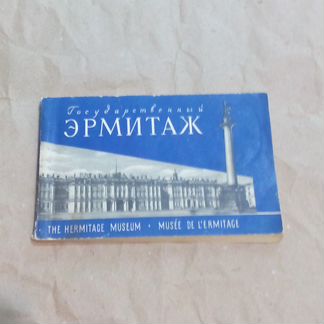 Государственный
ЭРМИТАЖ
THE HERMITAGE MUSEUM · MUSÉE DE L'ERMITAGE